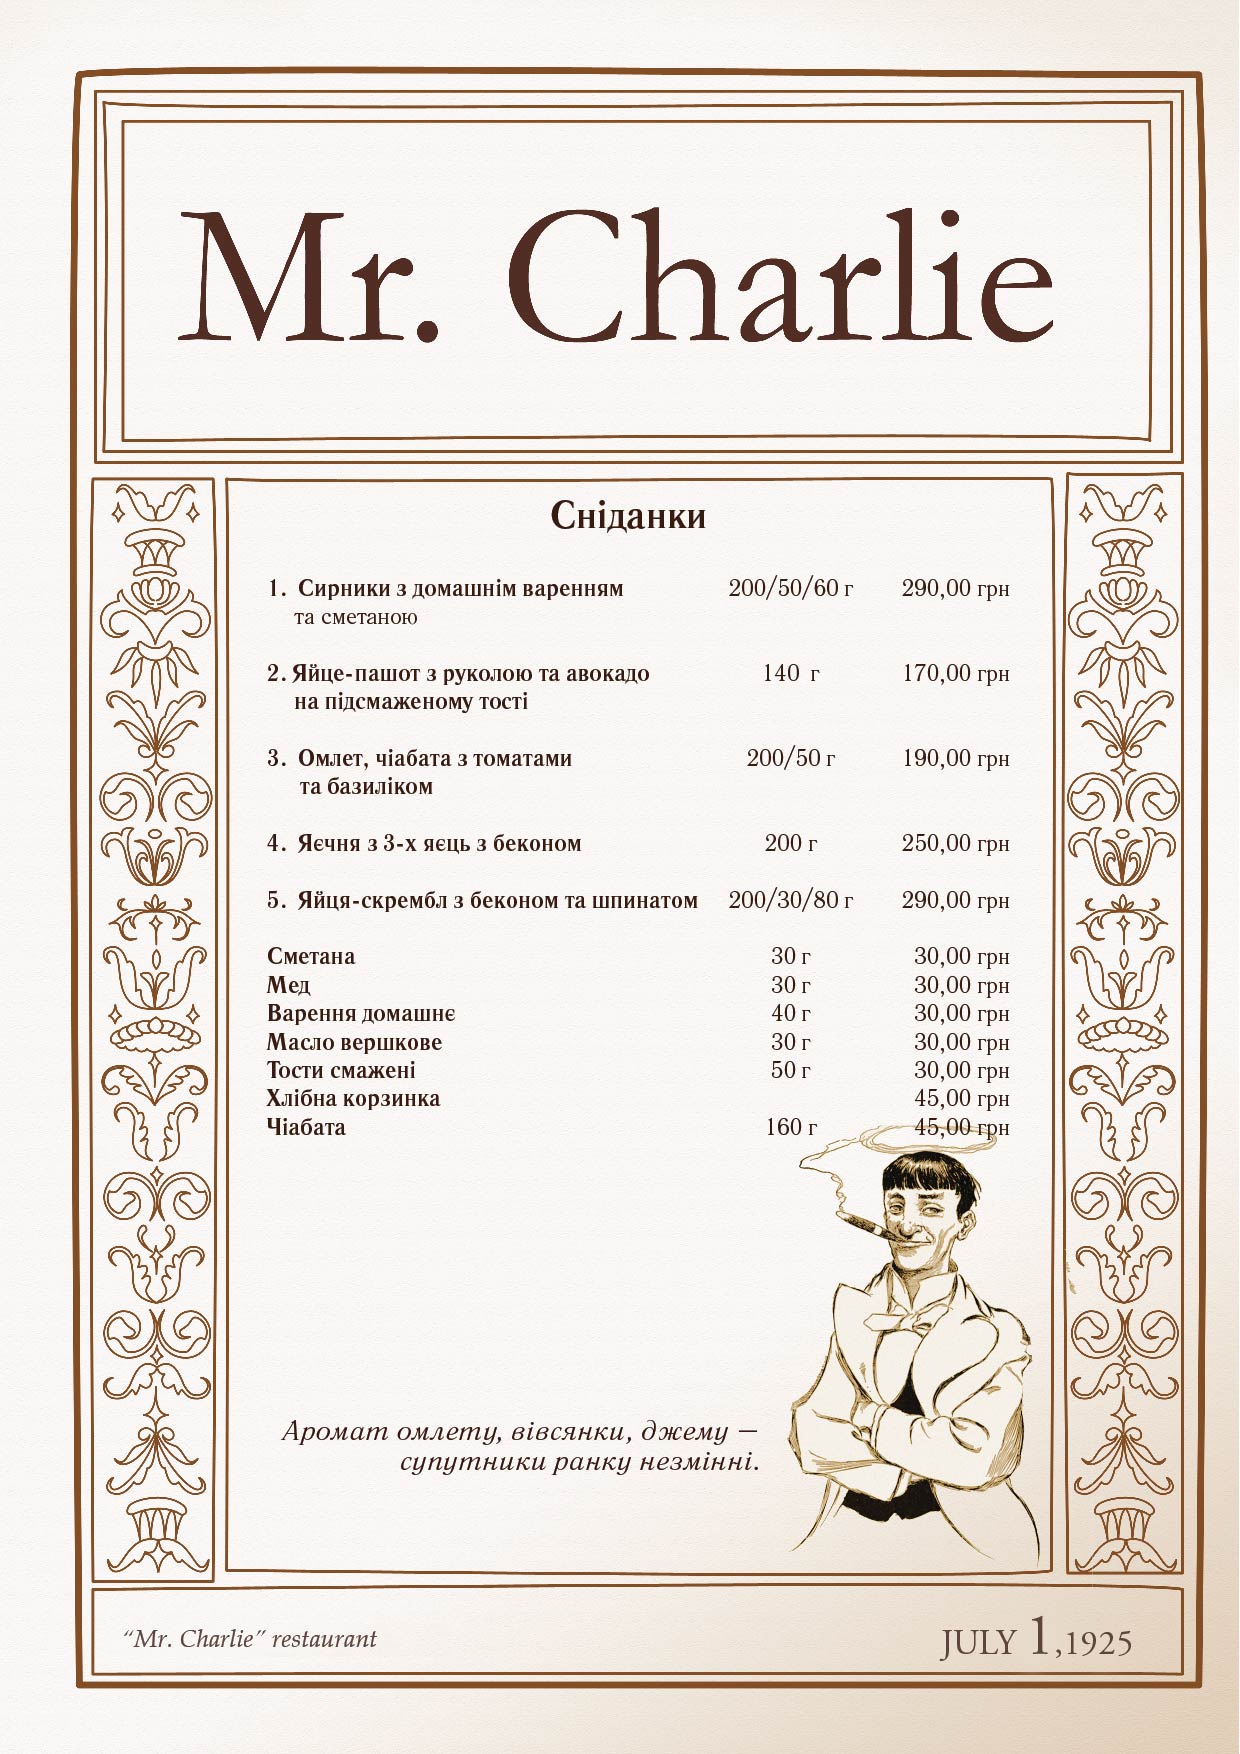 Mr. Charlie
Сніданки
1. Сирники з домашнім варенням 200/50/60 г 290,00 грн
та сметаною
2. Яйце-пашот з руколою та авокадо 140 г 170,00 грн
на підсмаженому тості
3. Омлет, чіабата з томатами 200/50 г 190,00 грн
та базиліком
4. Яєчня з 3-х яєць з беконом 200 г 250,00 грн
5. Яйця-скрембл з беконом та шпинатом 200/30/80 г 290,00 грн
Сметана 30 г 30,00 грн
Мед 30 г 30,00 грн
Варення домашнє 40 г 30,00 грн
Масло вершкове 30 г 30,00 грн
Тости смажені 50 г 30,00 грн
Хлібна корзинка 45,00 грн
Чіабата 160 г 45,00 грн
Аромат омлету, вівсянки, джему –
супутники ранку незмінні.
“Mr. Charlie” restaurant JULY 1,1925